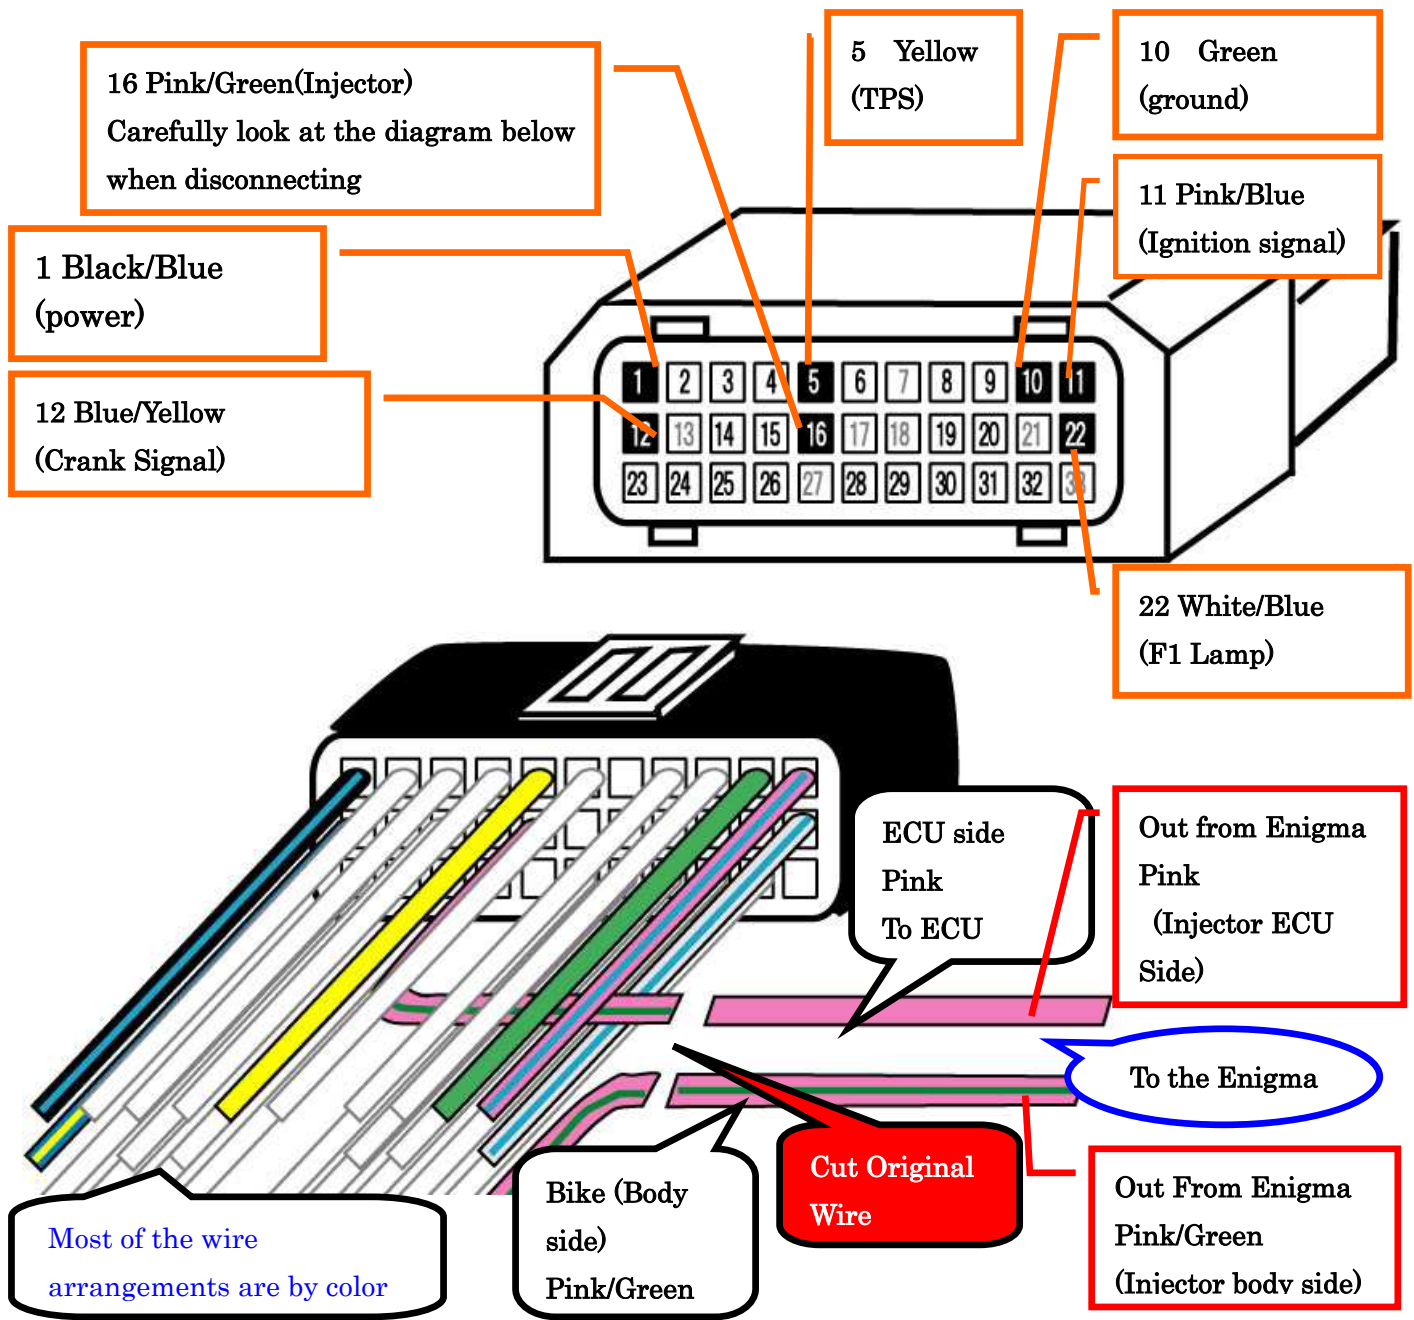 16 Pink/Green(Injector)
Carefully look at the diagram below
when disconnecting
5 Yellow
(TPS)
10 Green
(ground)
11 Pink/Blue
(Ignition signal)
1 Black/Blue
(power)
12 Blue/Yellow
(Crank Signal)
1 2 3 4 5 6 7 8 9 10 11
12 13 14 15 16 17 18 19 20 21 22
23 24 25 26 27 28 29 30 31 32 33
22 White/Blue
(F1 Lamp)
ECU side
Pink
To ECU
Out from Enigma
Pink
(Injector ECU
Side)
To the Enigma
Cut Original
Wire
Bike (Body
side)
Pink/Green
Out From Enigma
Pink/Green
(Injector body side)
Most of the wire
arrangements are by color